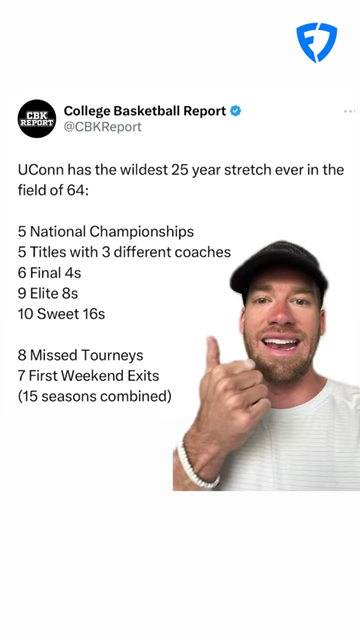 CBK
REPORT
College Basketball Report
@CBKReport
UConn has the wildest 25 year stretch ever in the
field of 64:
5 National Championships
5 Titles with 3 different coaches
6 Final 4s
9 Elite 8s
10 Sweet 16s
8 Missed Tourneys
7 First Weekend Exits
(15 seasons combined)